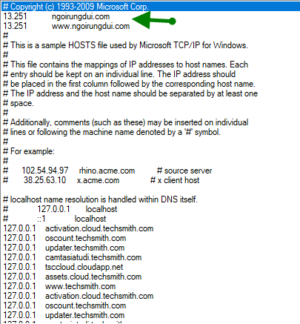 # Copyright (c) 1993-2009 Microsoft Corp.
13.251 ngoirungdui.com
13.251 www.ngoirungdui.com
#
# This is a sample HOSTS file used by Microsoft TCP/IP for Windows.
#
# This file contains the mappings of IP addresses to host names. Each
# entry should be kept on an individual line. The IP address should
# be placed in the first column followed by the corresponding host name.
# The IP address and the host name should be separated by at least one
# space.
#
# Additionally, comments (such as these) may be inserted on individual
# lines or following the machine name denoted by a '#' symbol.
#
# For example:
#
# 102.54.94.97 rhino.acme.com # source server
# 38.25.63.10 x.acme.com # x client host

# localhost name resolution is handled within DNS itself.
# 127.0.0.1 localhost
# ::1 localhost
127.0.0.1 activation.cloud.techsmith.com
127.0.0.1 oscount.techsmith.com
127.0.0.1 updater.techsmith.com
127.0.0.1 camtasiatudi.techsmith.com
127.0.0.1 tsccloud.cloudapp.net
127.0.0.1 assets.cloud.techsmith.com
127.0.0.1 www.techsmith.com
127.0.0.1 activation.cloud.techsmith.com
127.0.0.1 oscount.techsmith.com
127.0.0.1 updater.techsmith.com